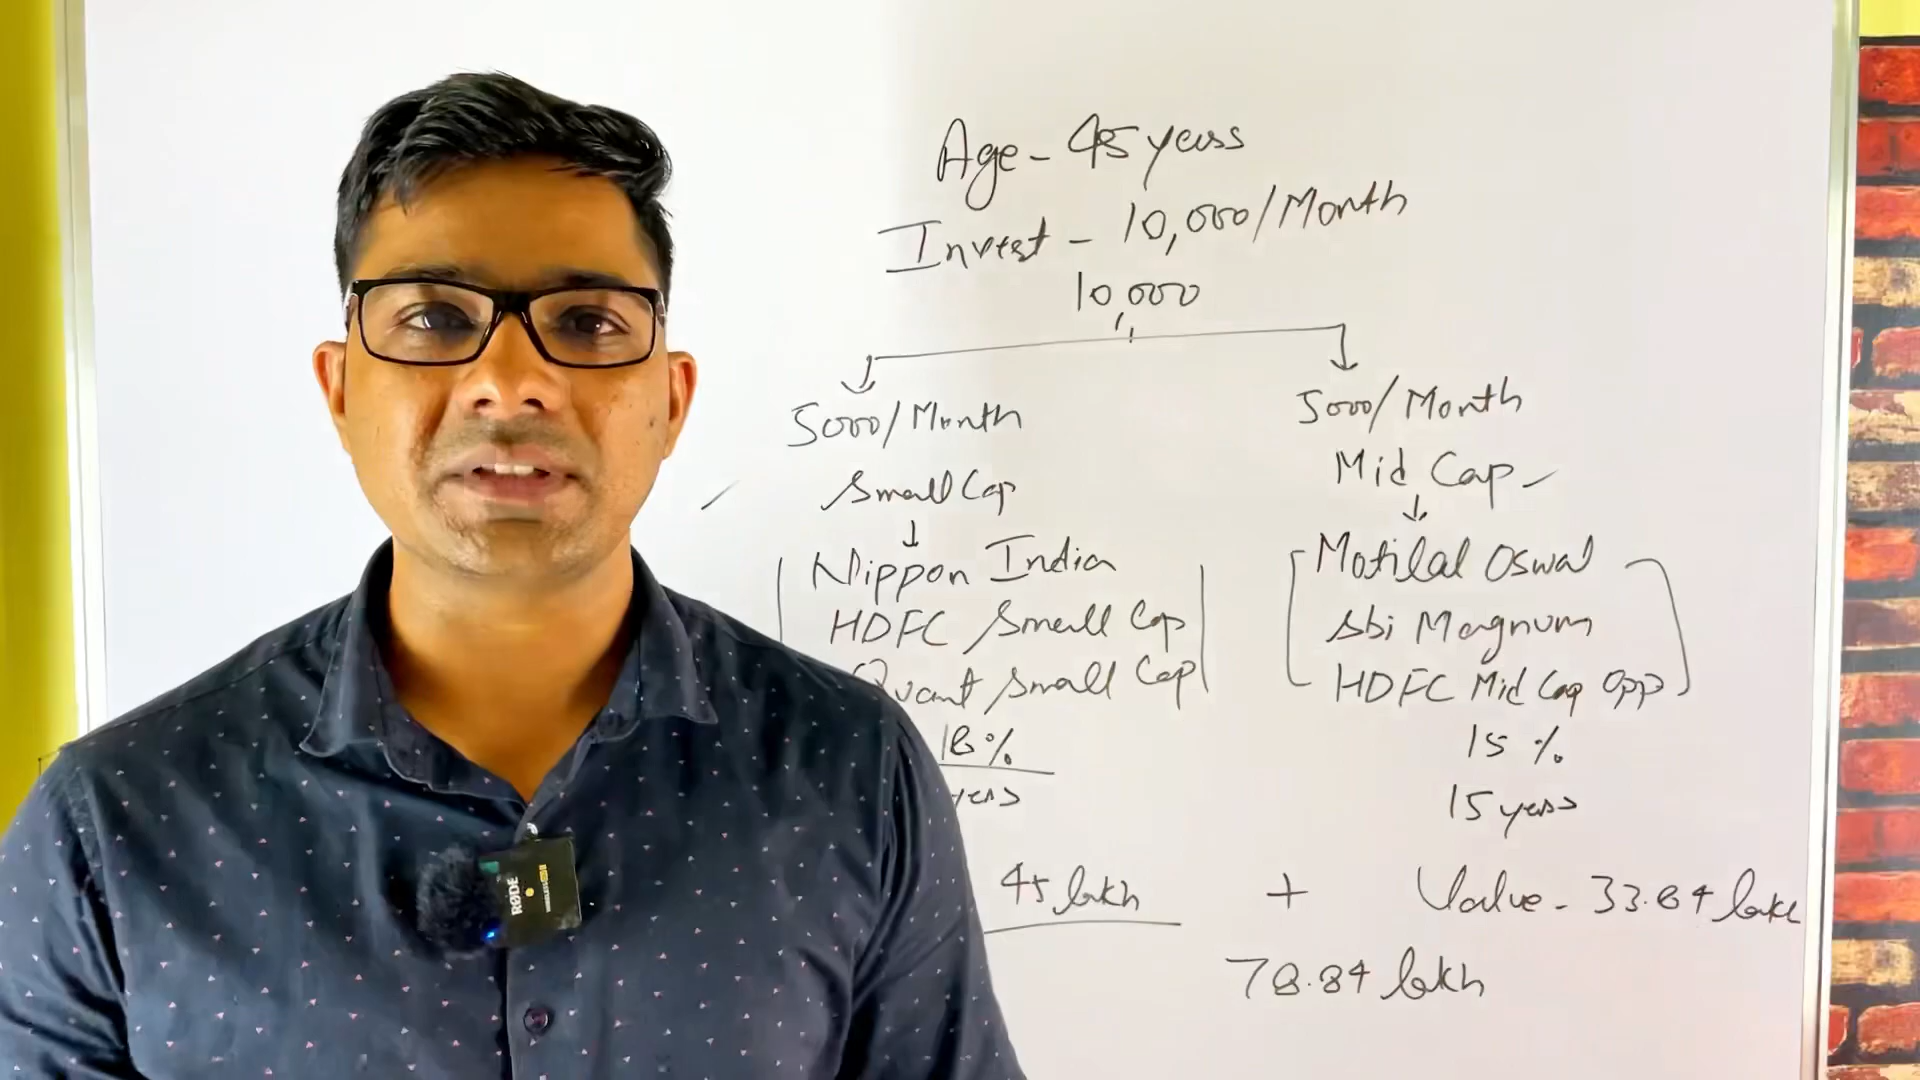 Age - 45 years
Invest - 10,000/Month
10,000
5000/Month
Small Cap
Nippon India
HDFC Small Cap
Quant Small Cap
18%
years
45 lakh
5000/Month
Mid Cap
Motilal Oswal
Sbi Magnum
HDFC Mid Cap Opp
15 %
15 years
+
Value - 33.84 lakh
78.84 lakh
RØDE